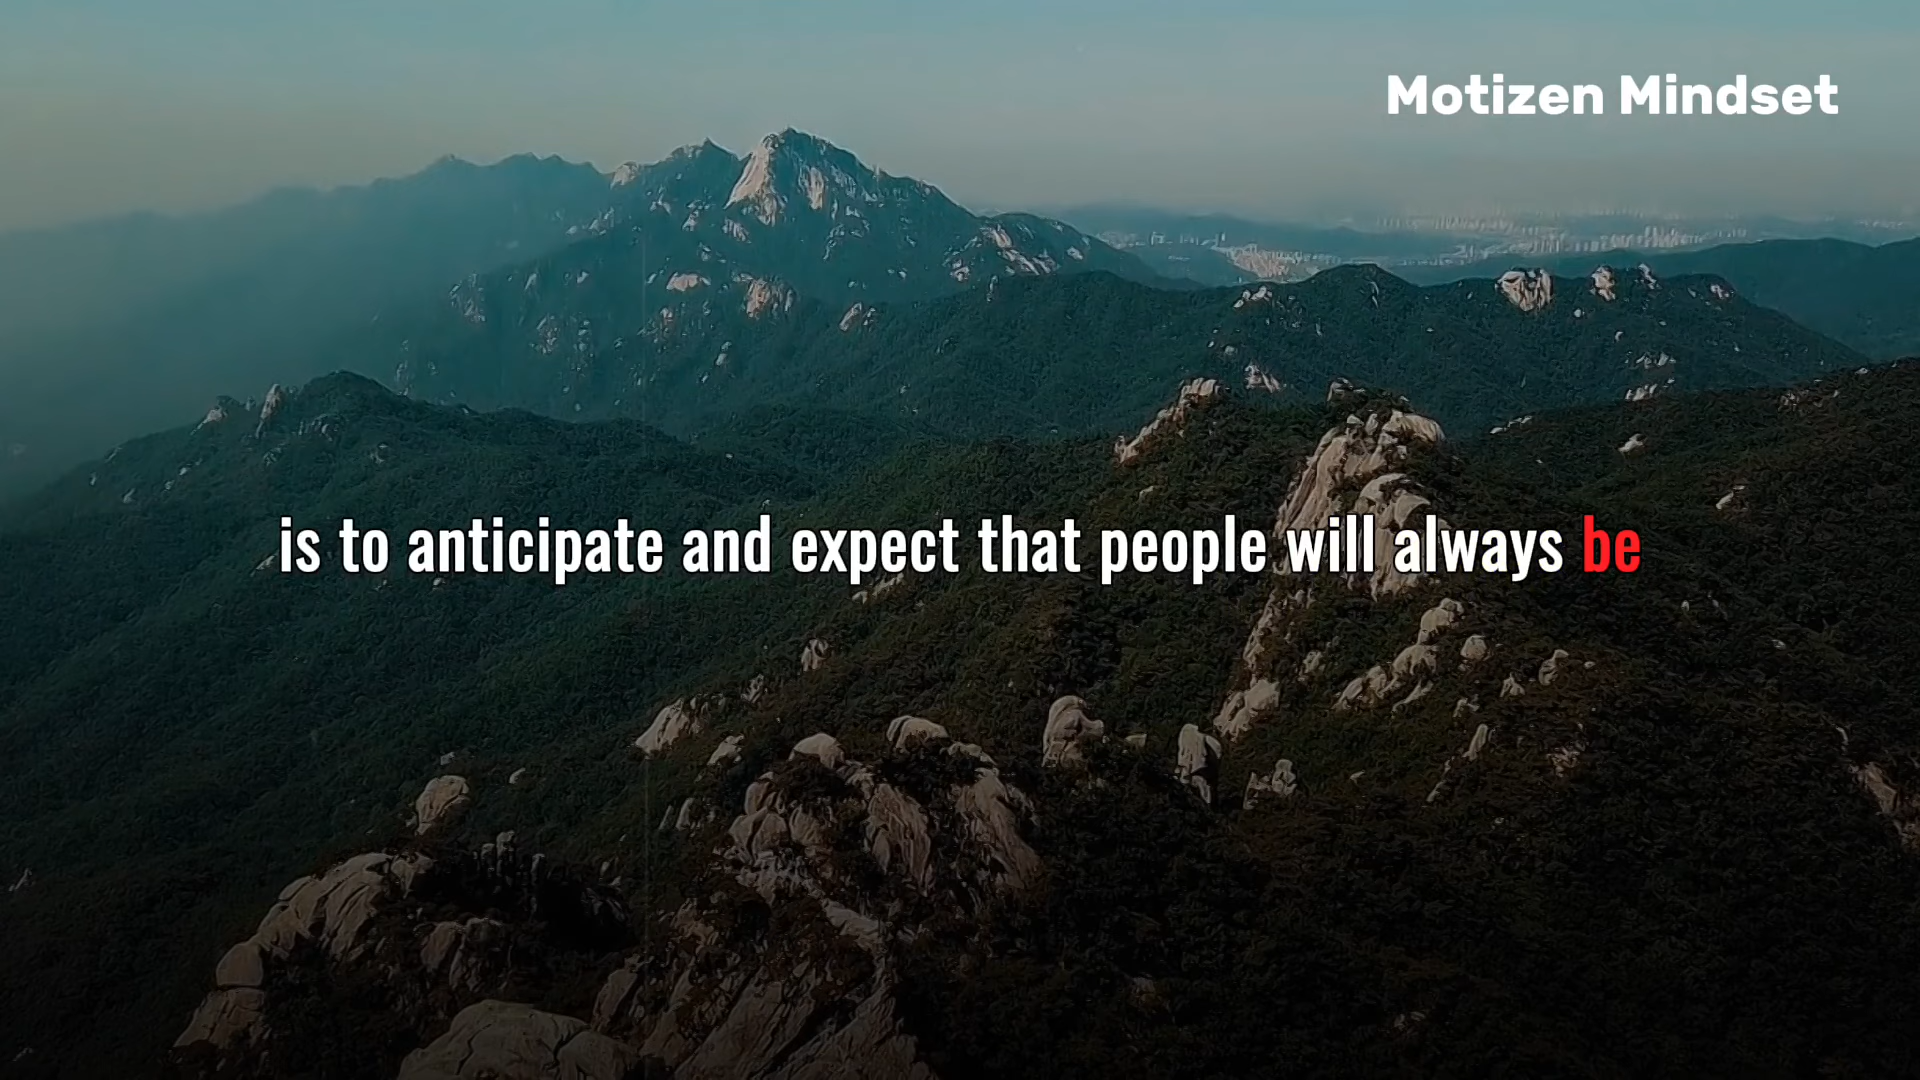 Motizen Mindset
is to anticipate and expect that people will always be